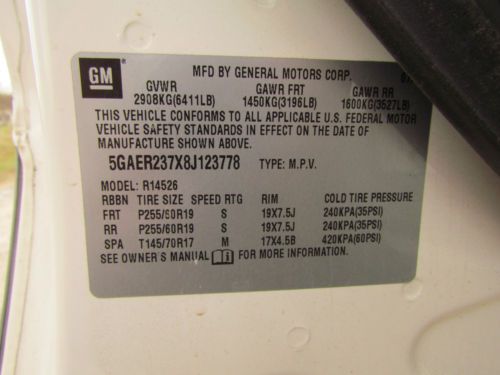 GM
MFD BY GENERAL MOTORS CORP. 07
GVWR GAWR FRT GAWR RR
2908KG(6411LB) 1450KG(3196LB) 1600KG(3527LB)
THIS VEHICLE CONFORMS TO ALL APPLICABLE U.S. FEDERAL MOTOR
VEHICLE SAFETY STANDARDS IN EFFECT ON THE DATE OF
MANUFACTURE SHOWN ABOVE.
5GAER237X8J123778 TYPE: M.P.V.
MODEL: R14526
RBBN TIRE SIZE SPEED RTG RIM COLD TIRE PRESSURE
FRT P255/60R19 S 19X7.5J 240KPA(35PSI)
RR P255/60R19 S 19X7.5J 240KPA(35PSI)
SPA T145/70R17 M 17X4.5B 420KPA(60PSI)
SEE OWNER'S MANUAL FOR MORE INFORMATION.